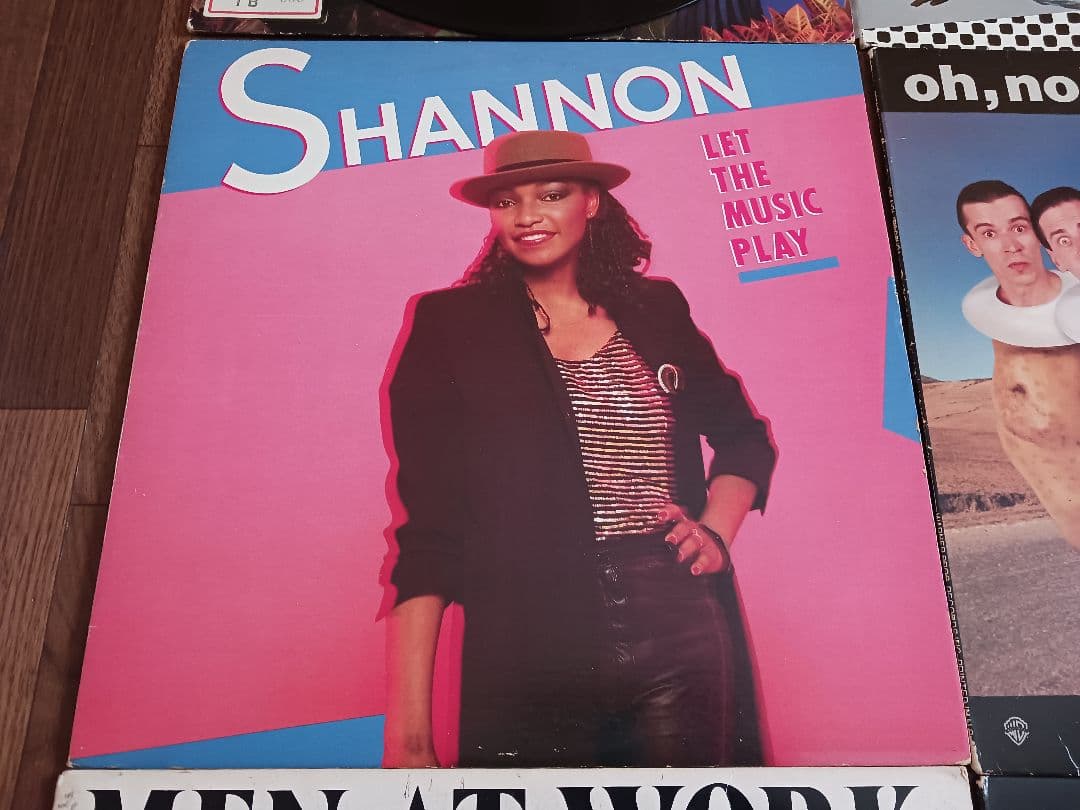 SHANNON
LET
THE
MUSIC
PLAY
oh, no
MEN AT WORK